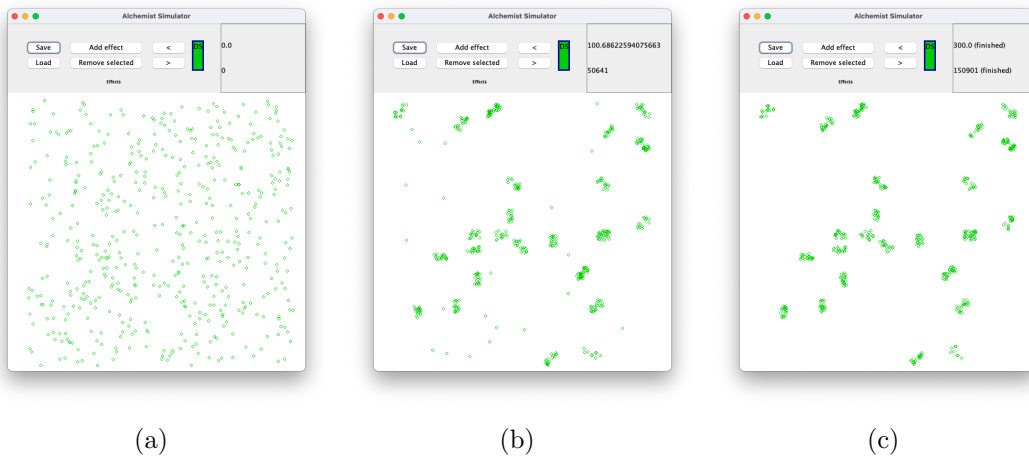 Alchemist Simulator
Save Add effect < DS 0.0
Load Remove selected > 0
Effects
Alchemist Simulator
Save Add effect < DS 100.68622594075663
Load Remove selected > 50641
Effects
Alchemist Simulator
Save Add effect < DS 300.0 (finished)
Load Remove selected > 150901 (finished)
Effects
(a) (b) (c)